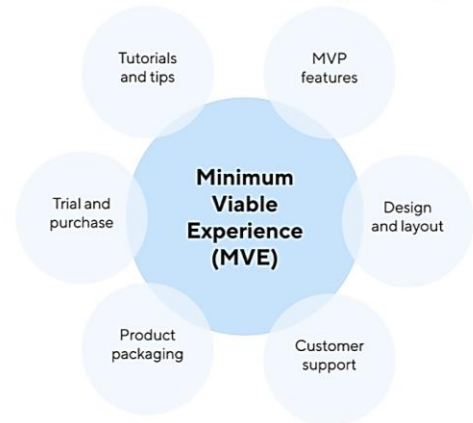 Tutorials
and tips
MVP
features
Minimum
Viable
Experience
(MVE)
Trial and
purchase
Design
and layout
Product
packaging
Customer
support